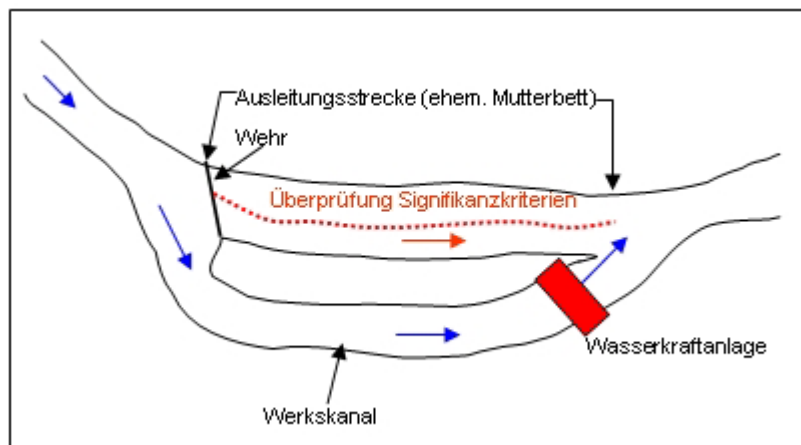 Ausleitungsstrecke (ehem. Mutterbett)
Wehr
Überprüfung Signifikanzkriterien
Wasserkraftanlage
Werkskanal